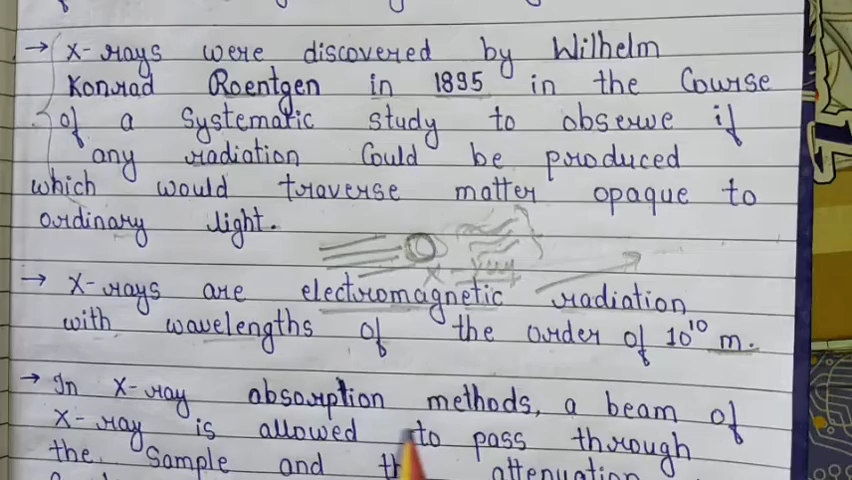 → X-rays were discovered by Wilhelm
Konrad Roentgen in 1895 in the Course
of a Systematic study to observe if
any radiation Could be produced
which would traverse matter opaque to
ordinary light.
X-ray
→ X-rays are electromagnetic radiation
with wavelengths of the order of 10¹⁰ m.
→ In X-ray absorption methods, a beam of
X-ray is allowed to pass through
the Sample and attenuation